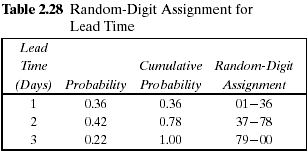 Table 2.28 Random-Digit Assignment for
Lead Time
Lead
Time Cumulative Random-Digit
(Days) Probability Probability Assignment
1 0.36 0.36 01–36
2 0.42 0.78 37–78
3 0.22 1.00 79–00